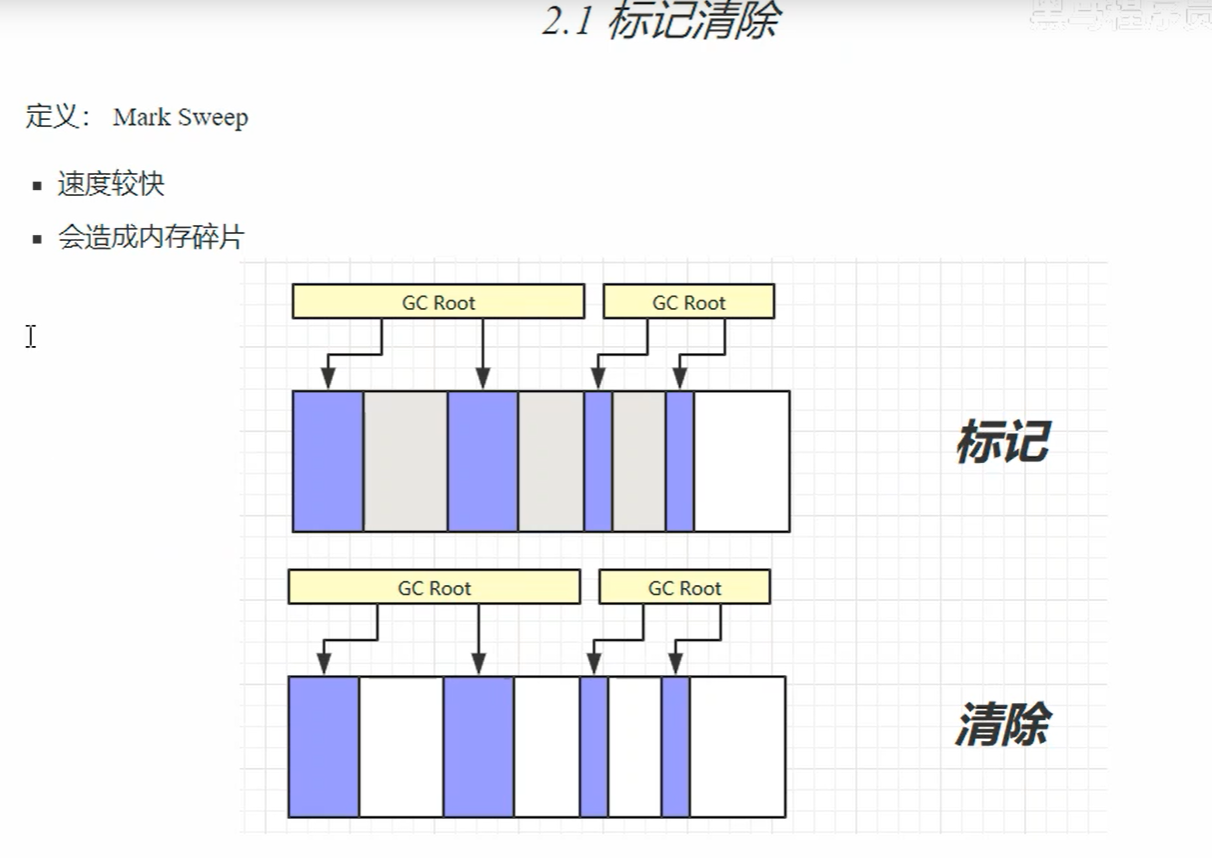 黑马程序员
2.1 标记清除
定义： Mark Sweep
▪ 速度较快
▪ 会造成内存碎片
GC Root GC Root
标记
GC Root GC Root
清除